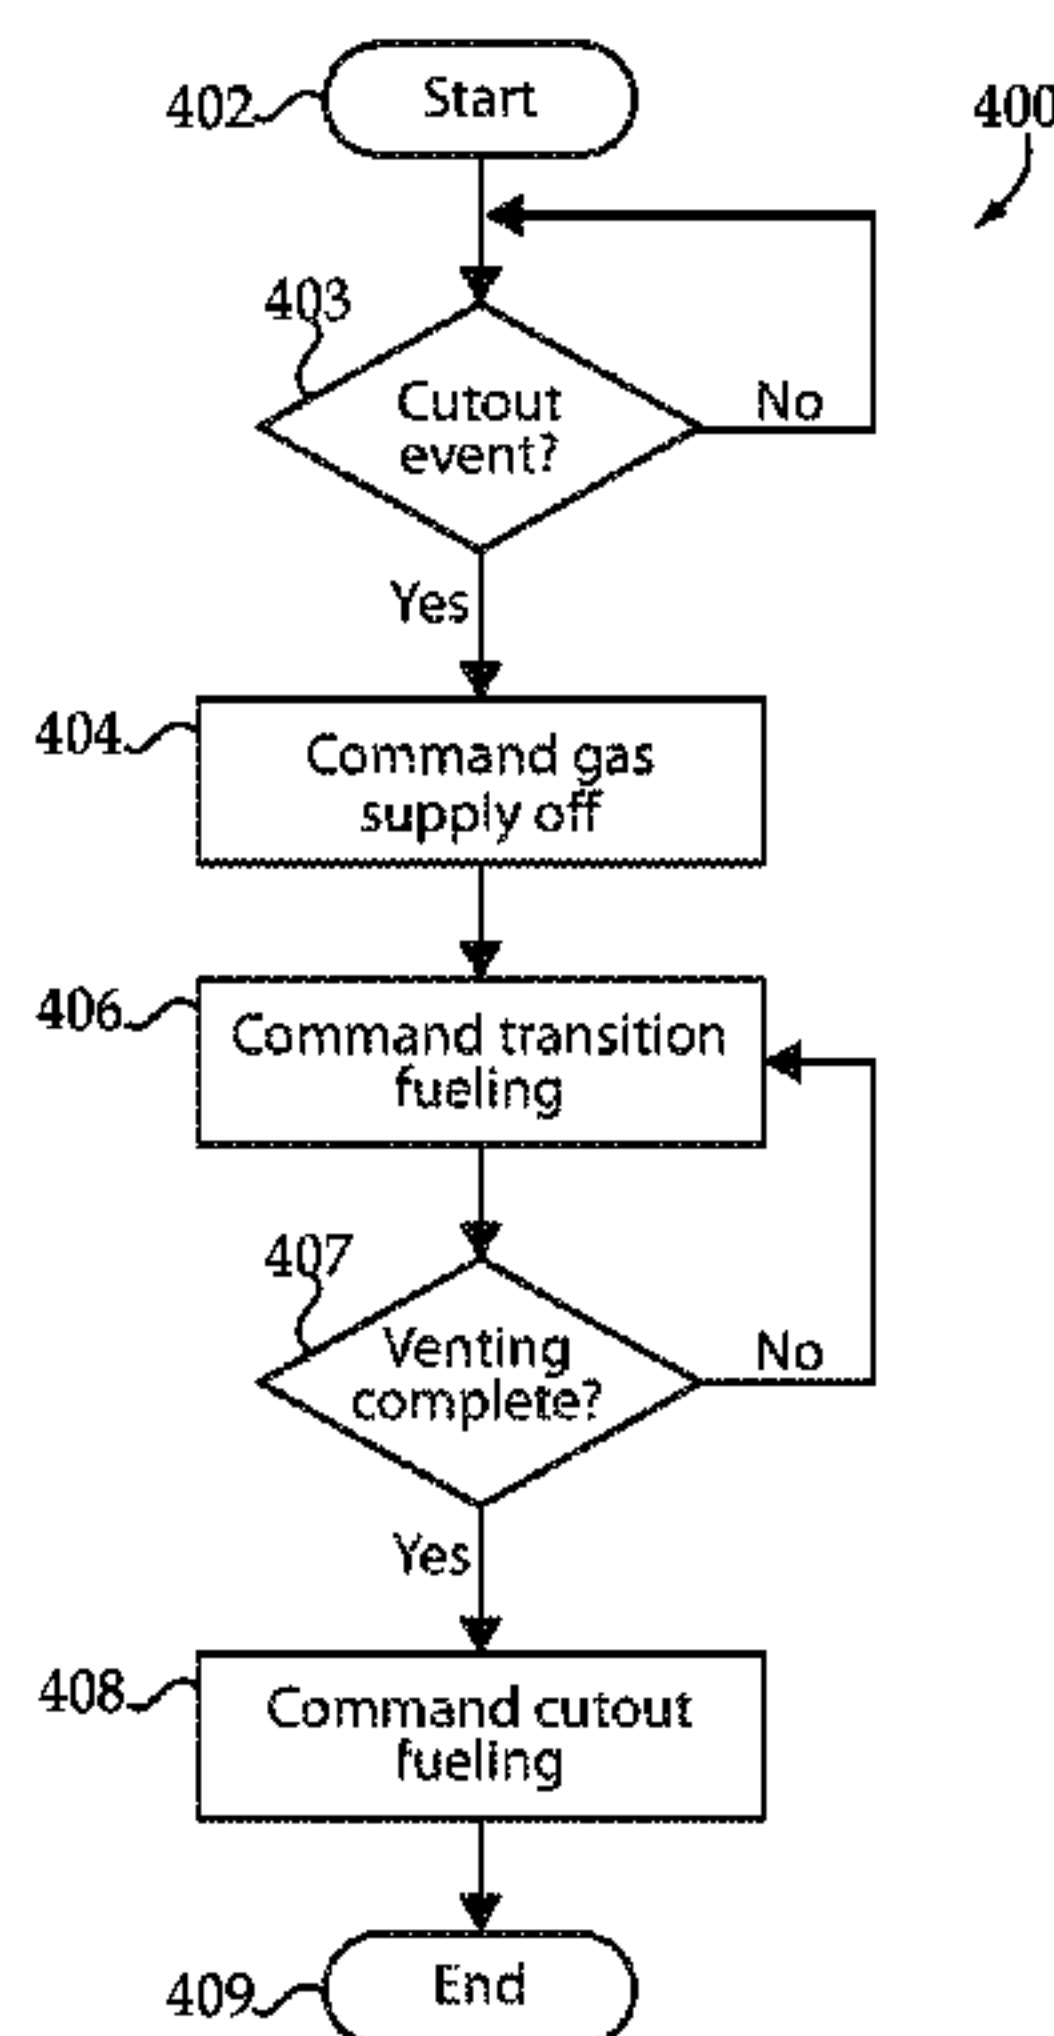 402
Start
400
403
Cutout
event?
No
Yes
404
Command gas
supply off
406
Command transition
fueling
407
Venting
complete?
No
Yes
408
Command cutout
fueling
409
End